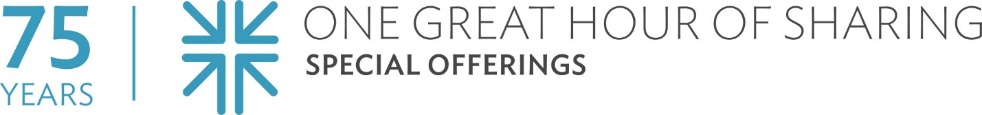 75
YEARS
ONE GREAT HOUR OF SHARING
SPECIAL OFFERINGS